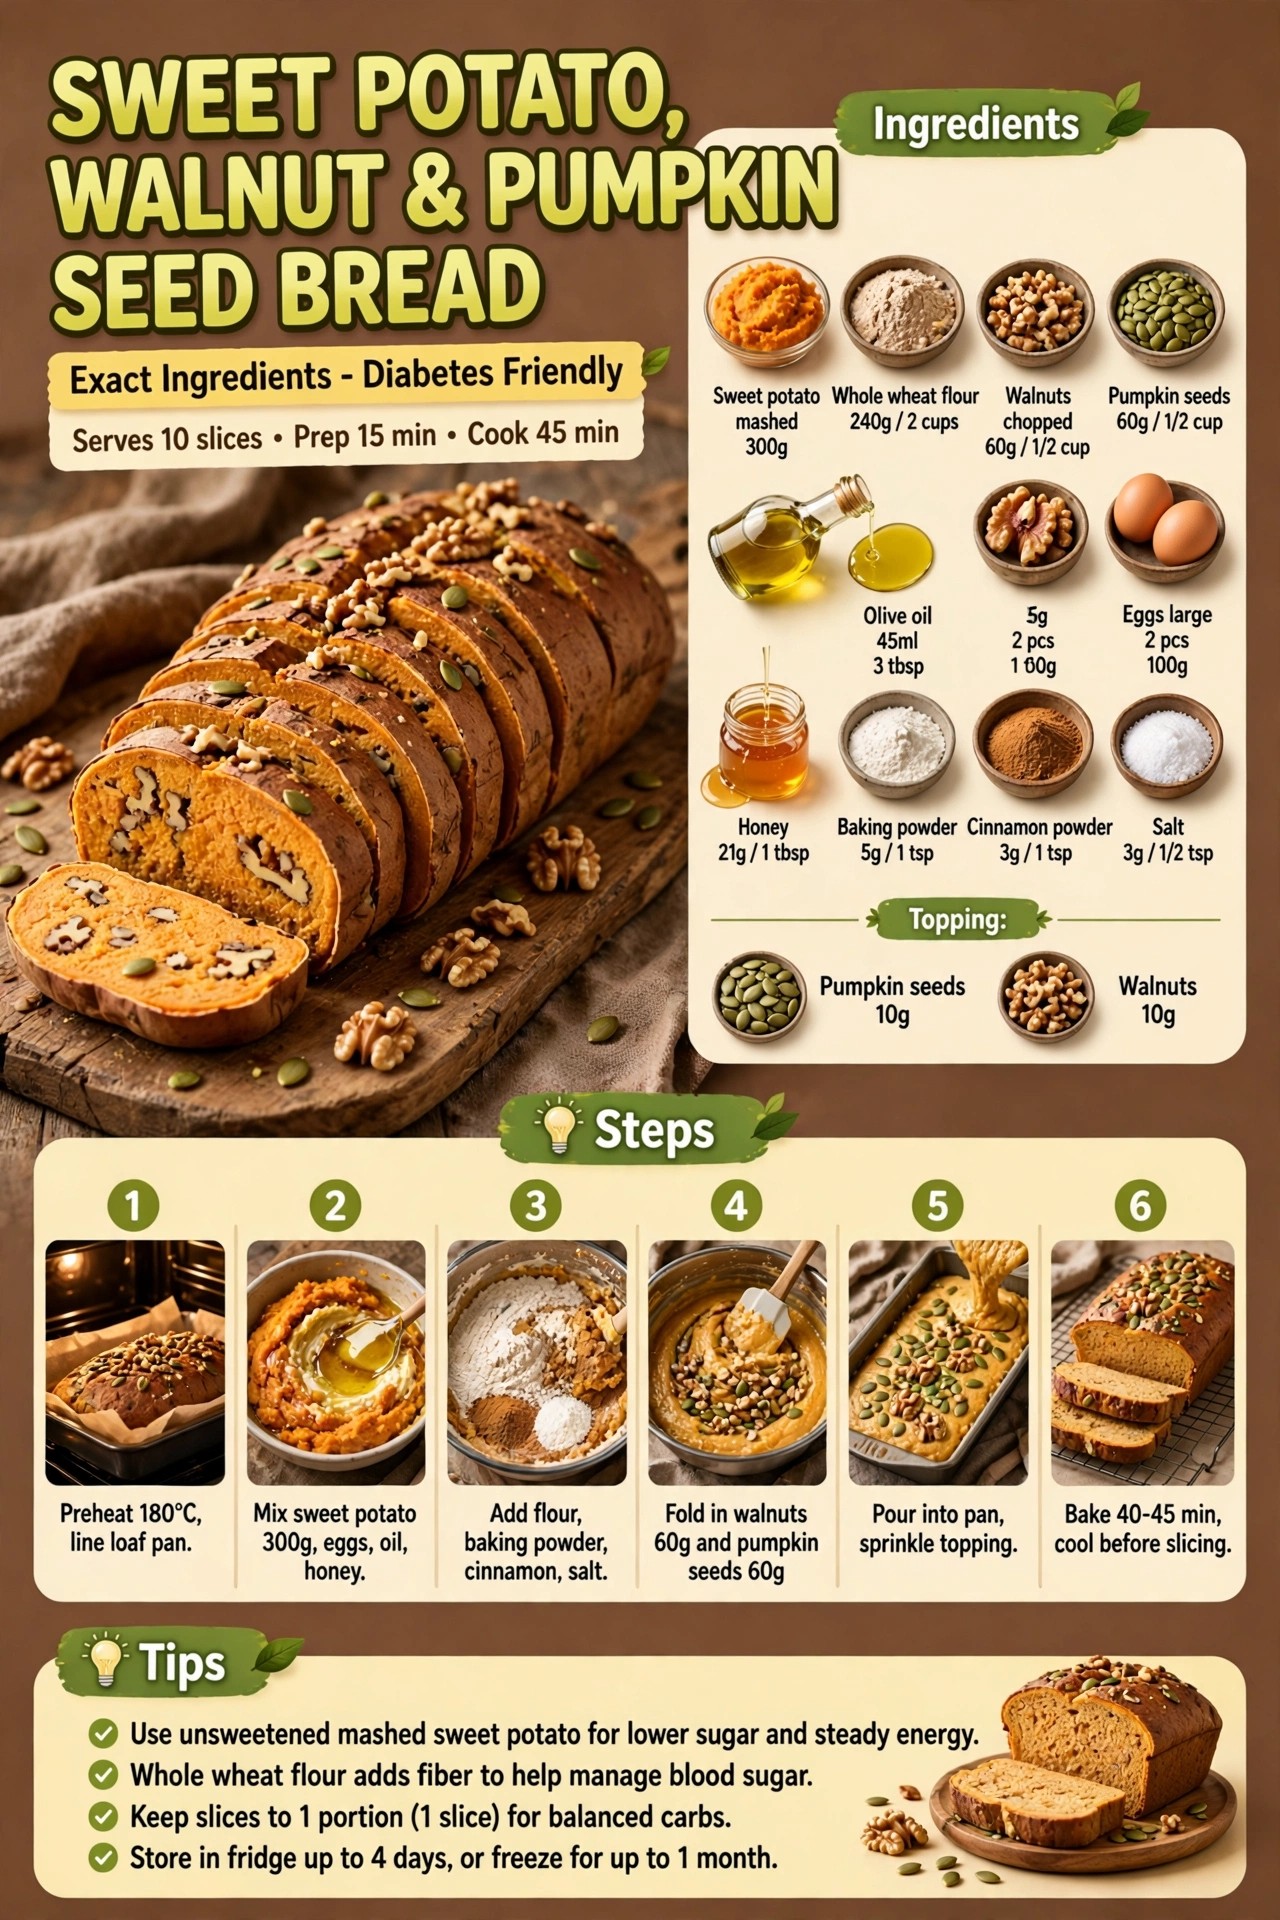 SWEET POTATO,
WALNUT & PUMPKIN
SEED BREAD
Exact Ingredients - Diabetes Friendly
Serves 10 slices • Prep 15 min • Cook 45 min
Ingredients
Sweet potato
mashed
300g
Whole wheat flour
240g / 2 cups
Walnuts
chopped
60g / 1/2 cup
Pumpkin seeds
60g / 1/2 cup
Olive oil
45ml
3 tbsp
5g
2 pcs
Eggs large
2 pcs
100g
Honey
21g / 1 tbsp
Baking powder
5g / 1 tsp
Cinnamon powder
3g / 1 tsp
Salt
3g / 1/2 tsp
Topping:
Pumpkin seeds
10g
Walnuts
10g
Steps
1
Preheat 180°C,
line loaf pan.
2
Mix sweet potato
300g, eggs, oil,
honey.
3
Add flour,
baking powder,
cinnamon, salt.
4
Fold in walnuts
60g and pumpkin
seeds 60g
5
Pour into pan,
sprinkle topping.
6
Bake 40-45 min,
cool before slicing.
Tips
Use unsweetened mashed sweet potato for lower sugar and steady energy.
Whole wheat flour adds fiber to help manage blood sugar.
Keep slices to 1 portion (1 slice) for balanced carbs.
Store in fridge up to 4 days, or freeze for up to 1 month.